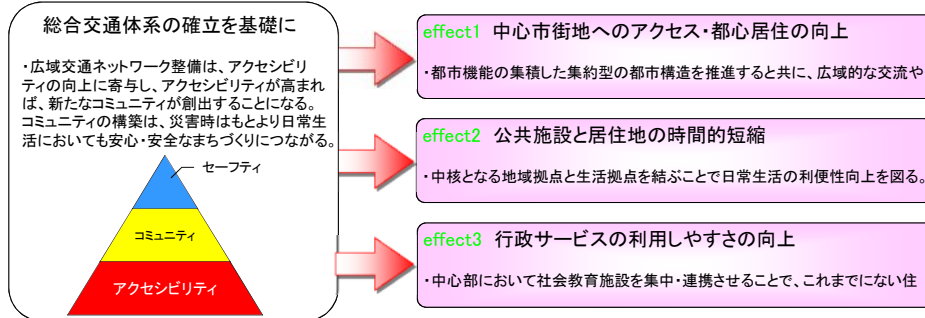 総合交通体系の確立を基礎に
・広域交通ネットワーク整備は、アクセシビリ
ティの向上に寄与し、アクセシビリティが高まれ
ば、新たなコミュニティが創出することになる。
コミュニティの構築は、災害時はもとより日常生
活においても安心・安全なまちづくりにつながる。
セーフティ
コミュニティ
アクセシビリティ
effect1 中心市街地へのアクセス・都心居住の向上
・都市機能の集積した集約型の都市構造を推進すると共に、広域的な交流や
effect2 公共施設と居住地の時間的短縮
・中核となる地域拠点と生活拠点を結ぶことで日常生活の利便性向上を図る。
effect3 行政サービスの利用しやすさの向上
・中心部において社会教育施設を集中・連携させることで、これまでにない住